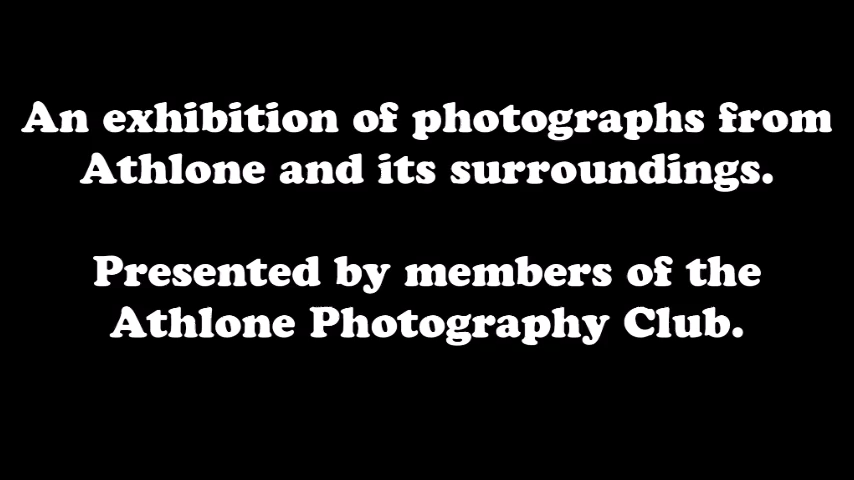 An exhibition of photographs from
Athlone and its surroundings.
Presented by members of the
Athlone Photography Club.